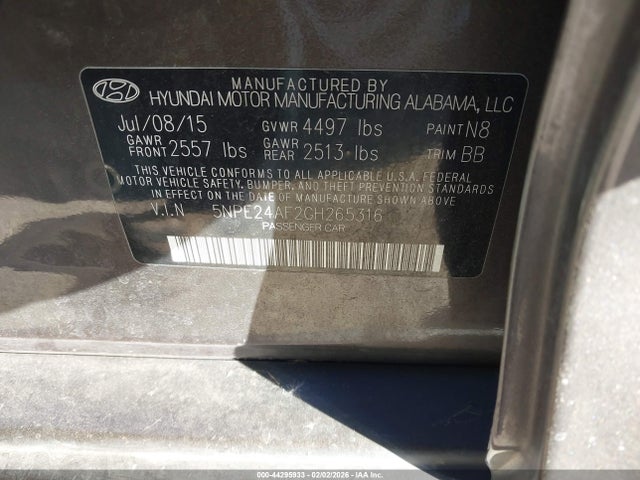 MANUFACTURED BY
HYUNDAI MOTOR MANUFACTURING ALABAMA, LLC
Jul/08/15 GVWR 4497 lbs PAINT N8
GAWR FRONT 2557 lbs GAWR REAR 2513 lbs TRIM BB
THIS VEHICLE CONFORMS TO ALL APPLICABLE U.S.A. FEDERAL
MOTOR VEHICLE SAFETY, BUMPER, AND THEFT PREVENTION STANDARDS
IN EFFECT ON THE DATE OF MANUFACTURE SHOWN ABOVE.
V.I.N 5NPE24AF2GH265316
PASSENGER CAR
000-44295933 - 02/02/2026 - IAA Inc.